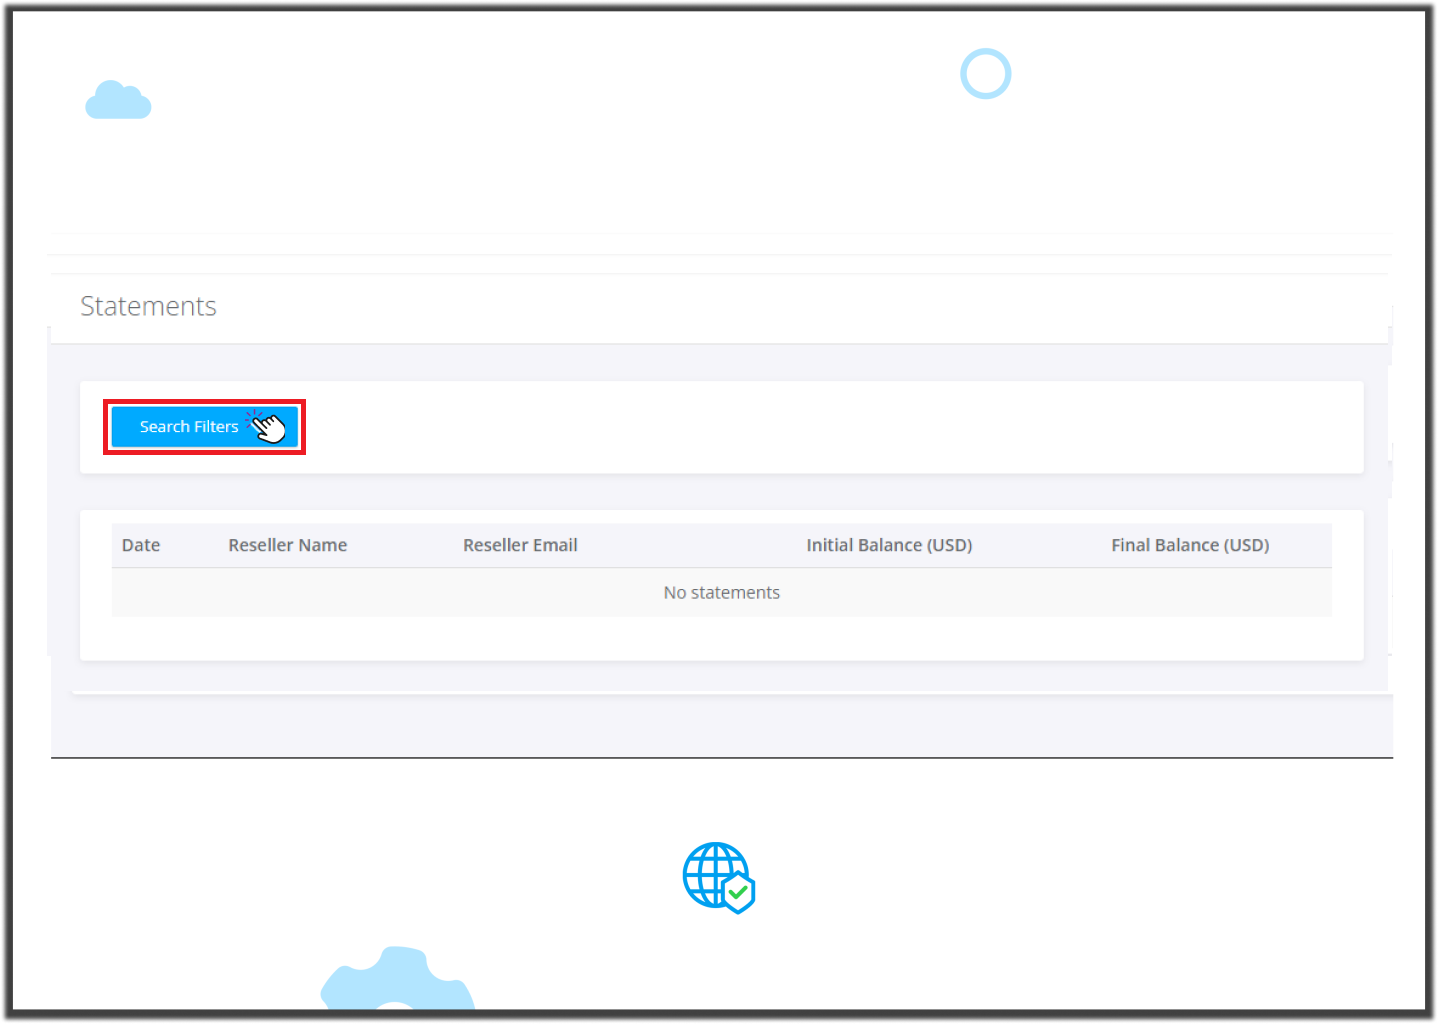 Statements
Search Filters
Date Reseller Name Reseller Email Initial Balance (USD) Final Balance (USD)
No statements